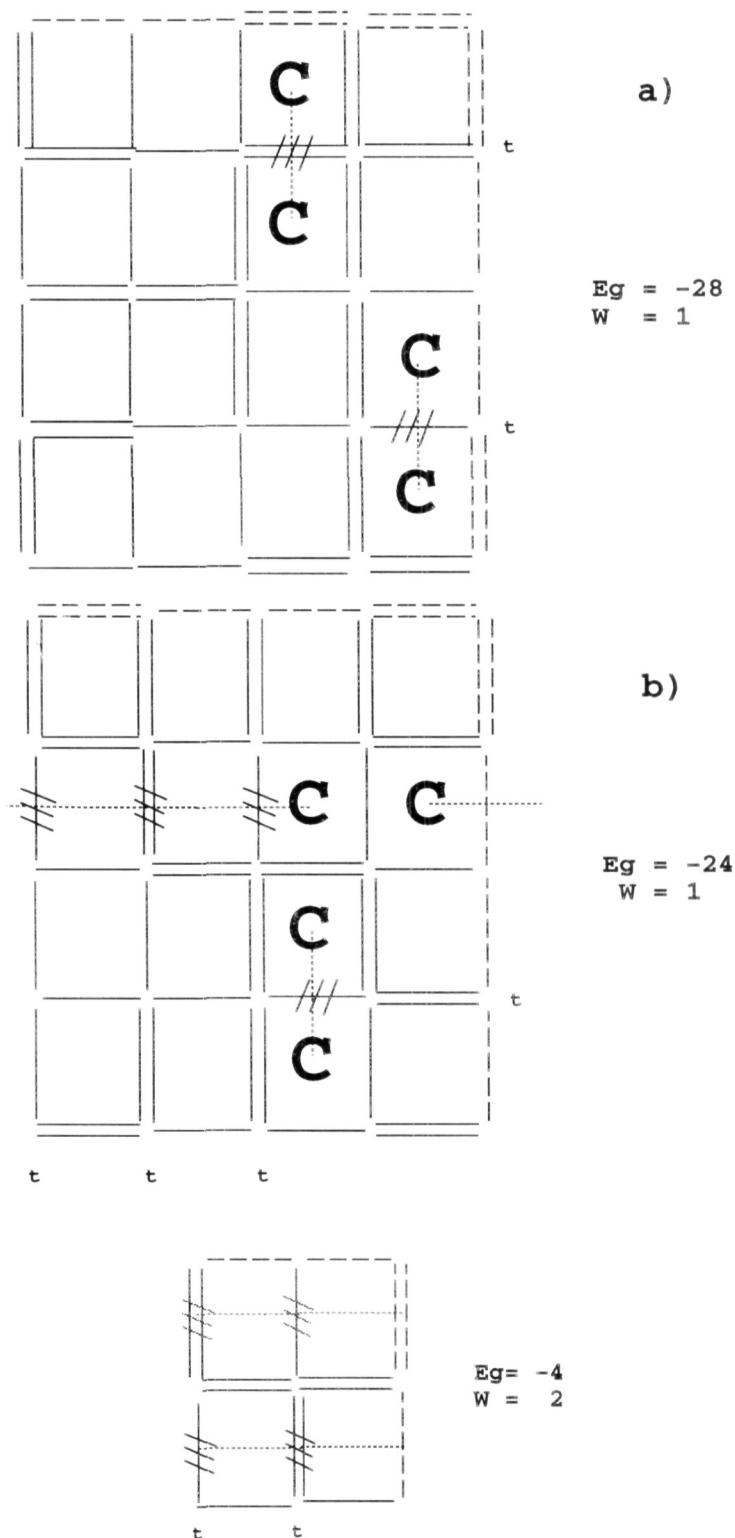 C
a)
t
C
Eg = -28
W = 1
C
t
C
b)
C C
Eg = -24
W = 1
C
t
C
t t t
Eg= -4
W = 2
t t